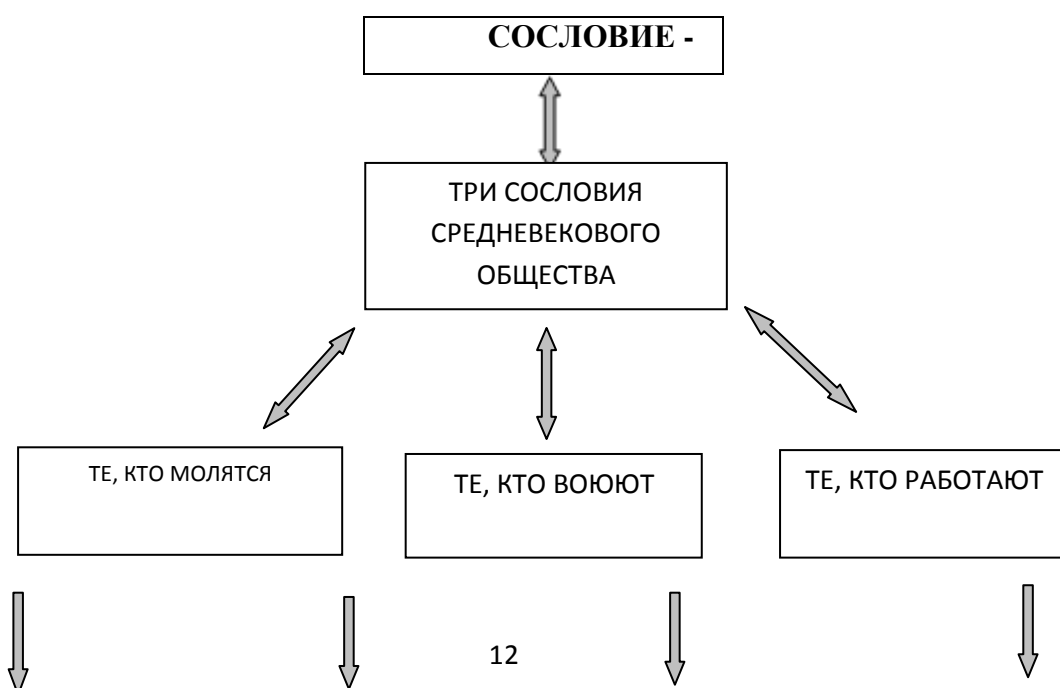 СОСЛОВИЕ -
ТРИ СОСЛОВИЯ
СРЕДНЕВЕКОВОГО
ОБЩЕСТВА
ТЕ, КТО МОЛЯТСЯ
ТЕ, КТО ВОЮЮТ
ТЕ, КТО РАБОТАЮТ
12